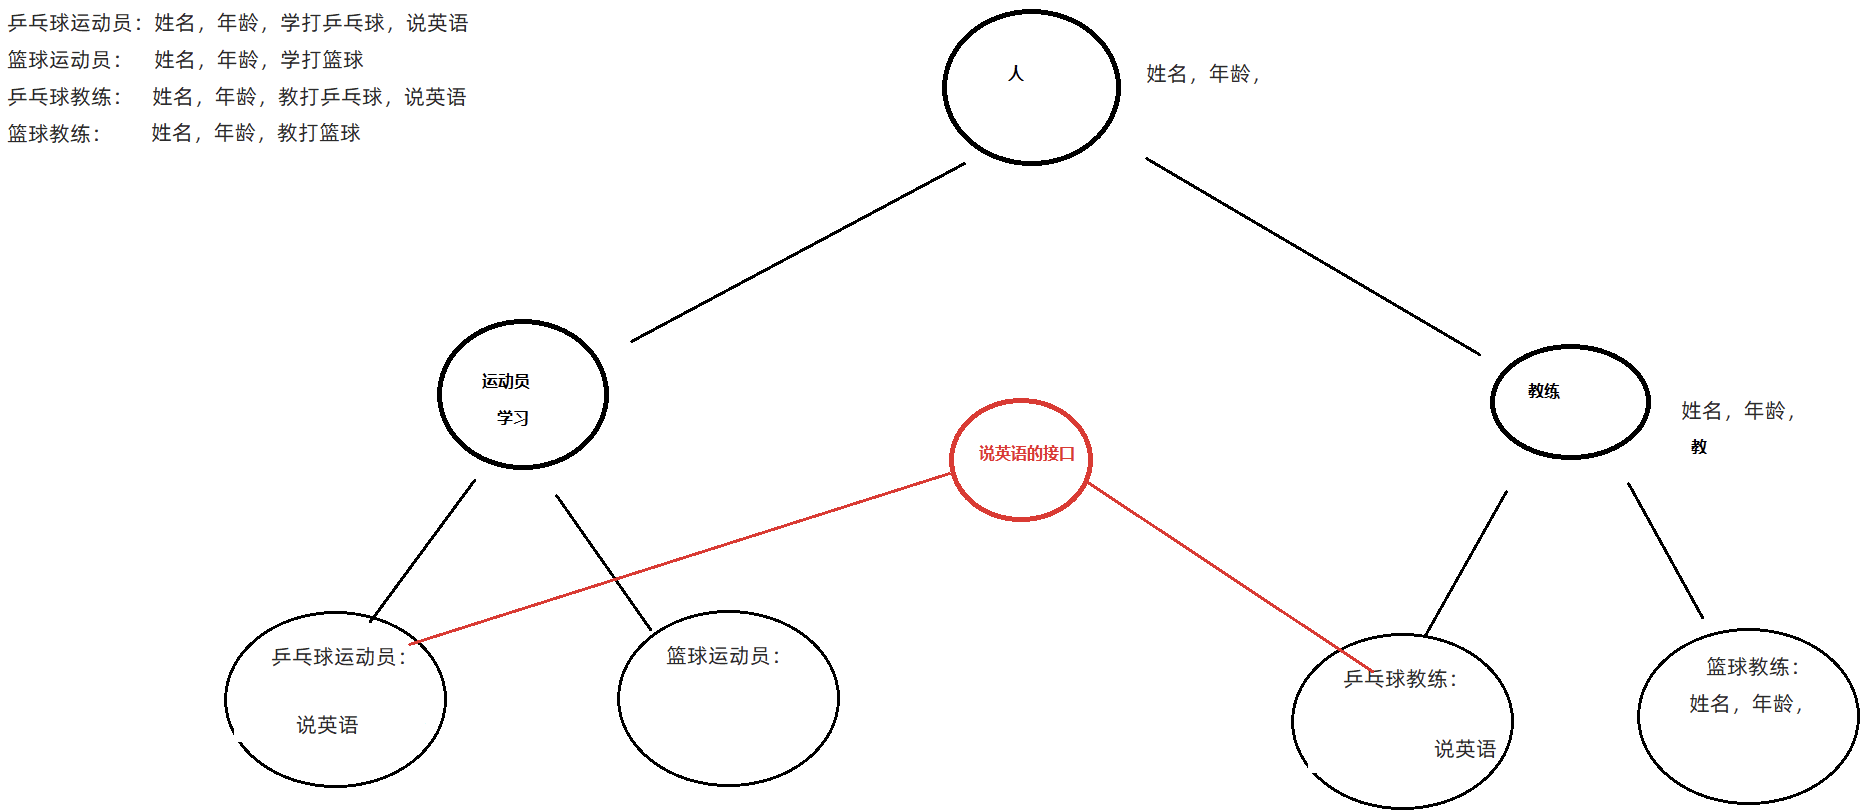 乒乓球运动员：姓名，年龄，学打乒乓球，说英语
篮球运动员： 姓名，年龄，学打篮球
乒乓球教练： 姓名，年龄，教打乒乓球，说英语
篮球教练： 姓名，年龄，教打篮球
人
姓名，年龄，
运动员
学习
说英语的接口
教练
姓名，年龄，
教
乒乓球运动员：
说英语
篮球运动员：
乒乓球教练：
说英语
篮球教练：
姓名，年龄，